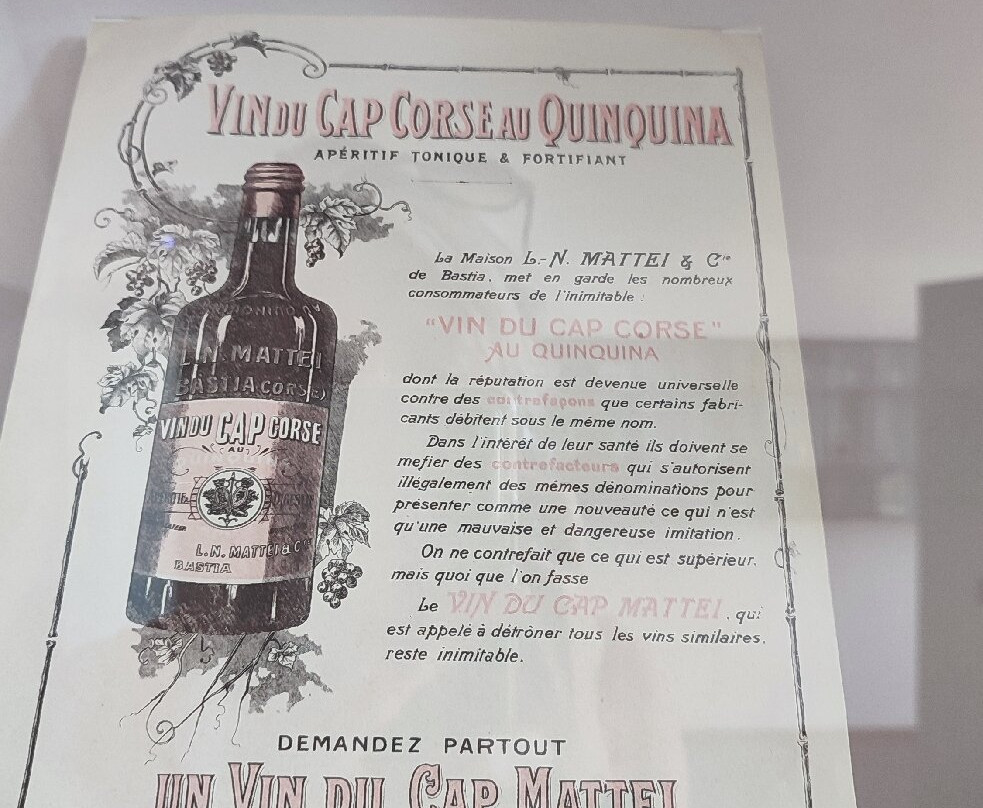 VIN DU CAP CORSE AU QUINQUINA
APÉRITIF TONIQUE & FORTIFIANT
La Maison L.-N. MATTEI & Cie
de Bastia, met en garde les nombreux
consommateurs de l'inimitable :
"VIN DU CAP CORSE"
AU QUINQUINA
dont la réputation est devenue universelle
contre des contrefaçons que certains fabri-
cants débitent sous le même nom.
Dans l'intérêt de leur santé ils doivent se
mefier des contrefacteurs qui s'autorisent
illégalement des mêmes dénominations pour
présenter comme une nouveauté ce qui n'est
qu'une mauvaise et dangereuse imitation.
On ne contrefait que ce qui est supérieur.
mais quoi que l'on fasse
Le VIN DU CAP MATTEI, qui
est appelé à détrôner tous les vins similaires.
reste inimitable.
L.N. MATTEI
BASTIA (CORSE)
VIN DU CAP CORSE
AU
L.N. MATTEI & Cie
BASTIA
DEMANDEZ PARTOUT
UN VIN DU CAP MATTEI